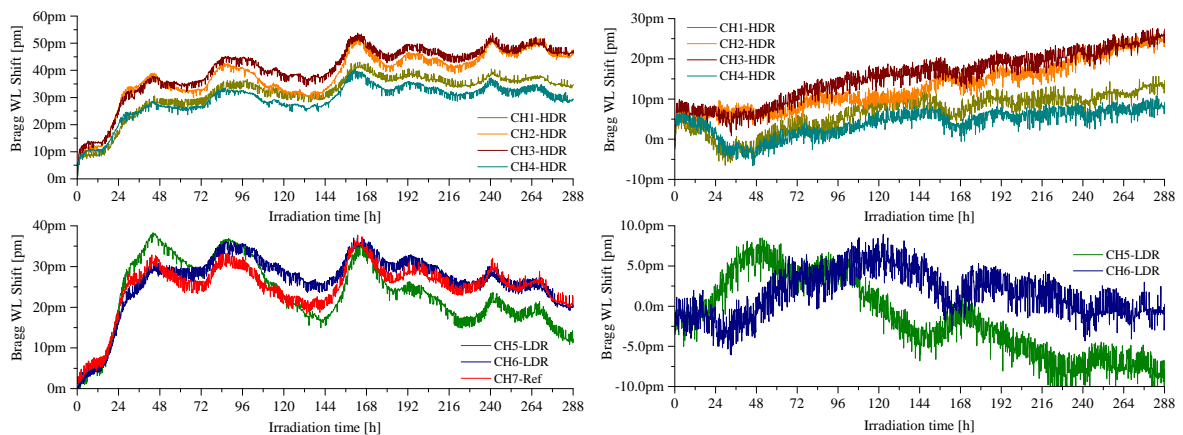 60pm
50pm
40pm
30pm
20pm
10pm
0m
Bragg WL Shift [pm]
CH1-HDR
CH2-HDR
CH3-HDR
CH4-HDR
0 24 48 72 96 120 144 168 192 216 240 264 288
Irradiation time [h]
30pm
20pm
10pm
0m
-10pm
Bragg WL Shift [pm]
CH1-HDR
CH2-HDR
CH3-HDR
CH4-HDR
0 24 48 72 96 120 144 168 192 216 240 264 288
Irradiation time [h]
40pm
30pm
20pm
10pm
0m
Bragg WL Shift [pm]
CH5-LDR
CH6-LDR
CH7-Ref
0 24 48 72 96 120 144 168 192 216 240 264 288
Irradiation time [h]
10.0pm
5.0pm
0.0m
-5.0pm
-10.0pm
Bragg WL Shift [pm]
CH5-LDR
CH6-LDR
0 24 48 72 96 120 144 168 192 216 240 264 288
Irradiation time [h]